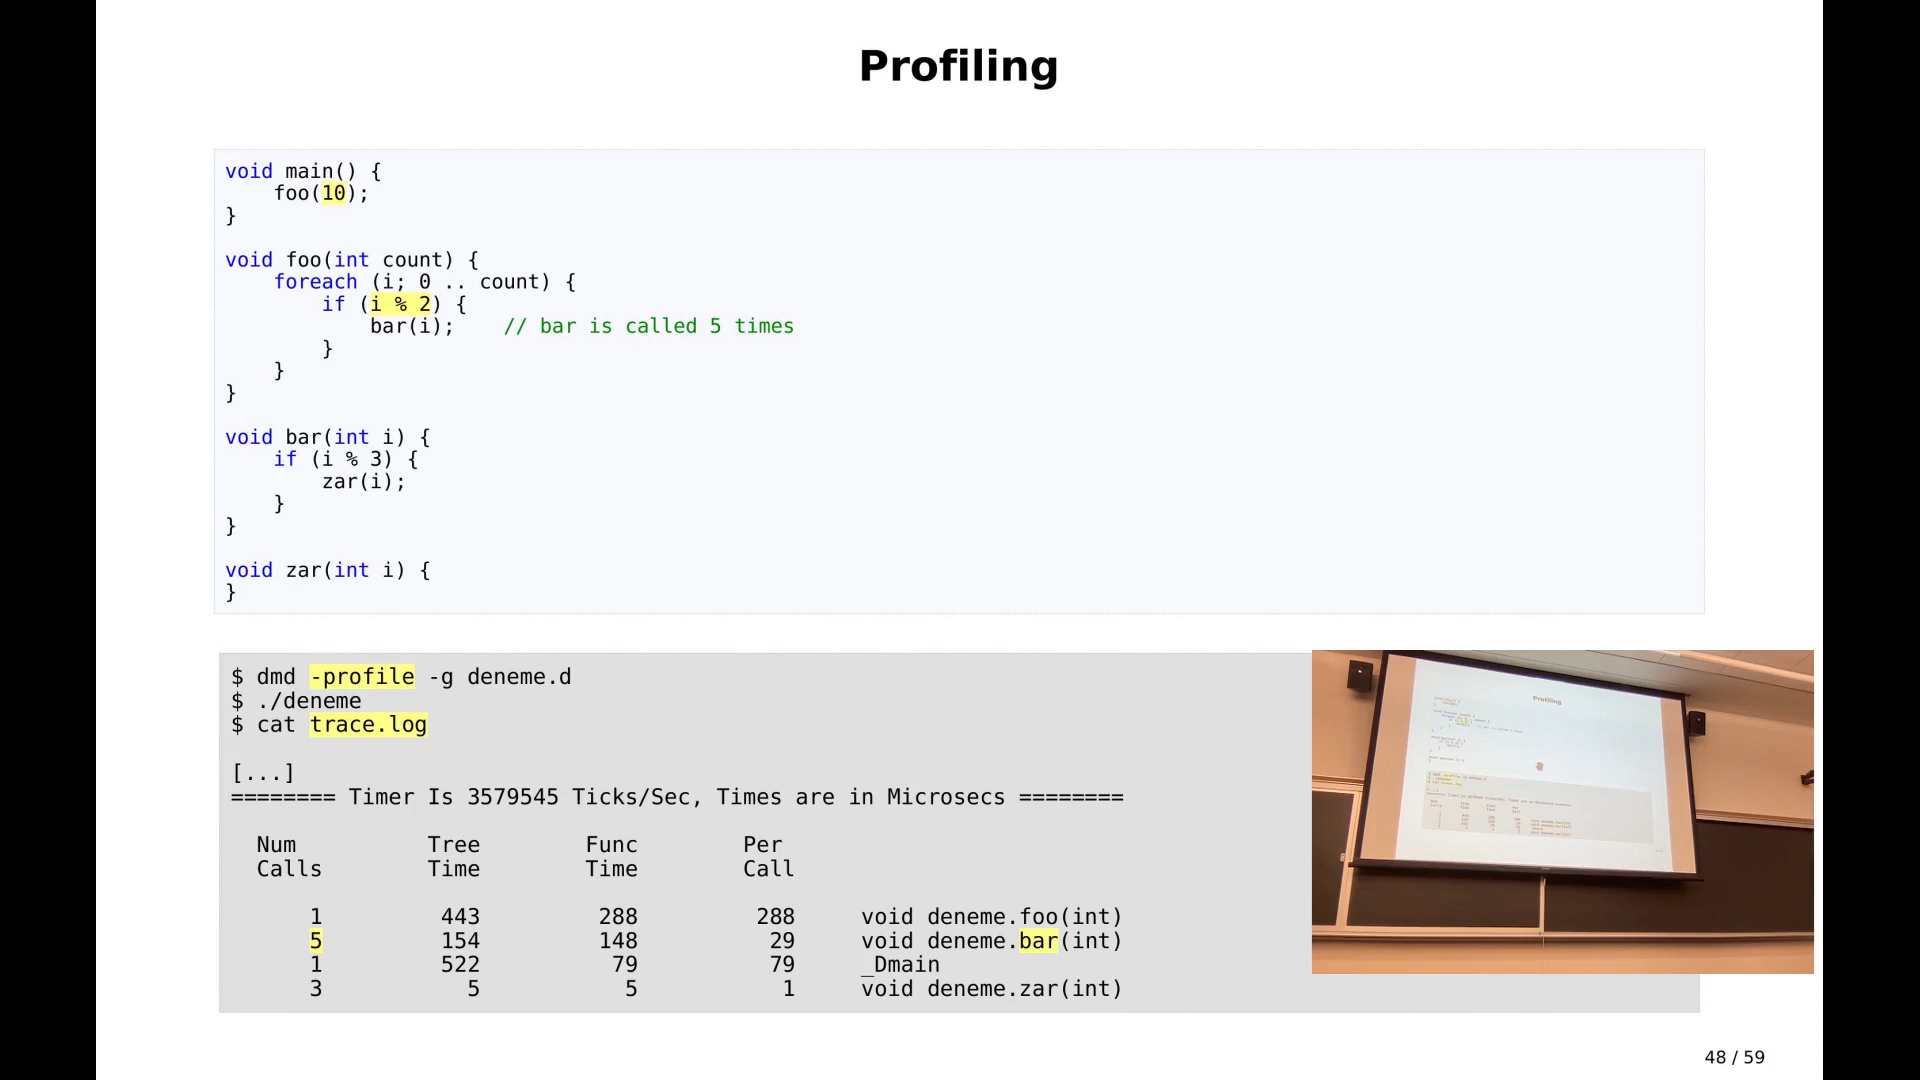 Profiling
void main() {
    foo(10);
}
void foo(int count) {
    foreach (i; 0 .. count) {
        if (i % 2) {
            bar(i);    // bar is called 5 times
        }
    }
}
void bar(int i) {
    if (i % 3) {
        zar(i);
    }
}
void zar(int i) {
}
$ dmd -profile -g deneme.d
$ ./deneme
$ cat trace.log
[...]
======== Timer Is 3579545 Ticks/Sec, Times are in Microsecs ========
  Num          Tree        Func        Per
  Calls        Time        Time        Call
      1         443         288         288     void deneme.foo(int)
      5         154         148          29     void deneme.bar(int)
      1         522          79          79     _Dmain
      3           5           5           1     void deneme.zar(int)
Profiling
48 / 59